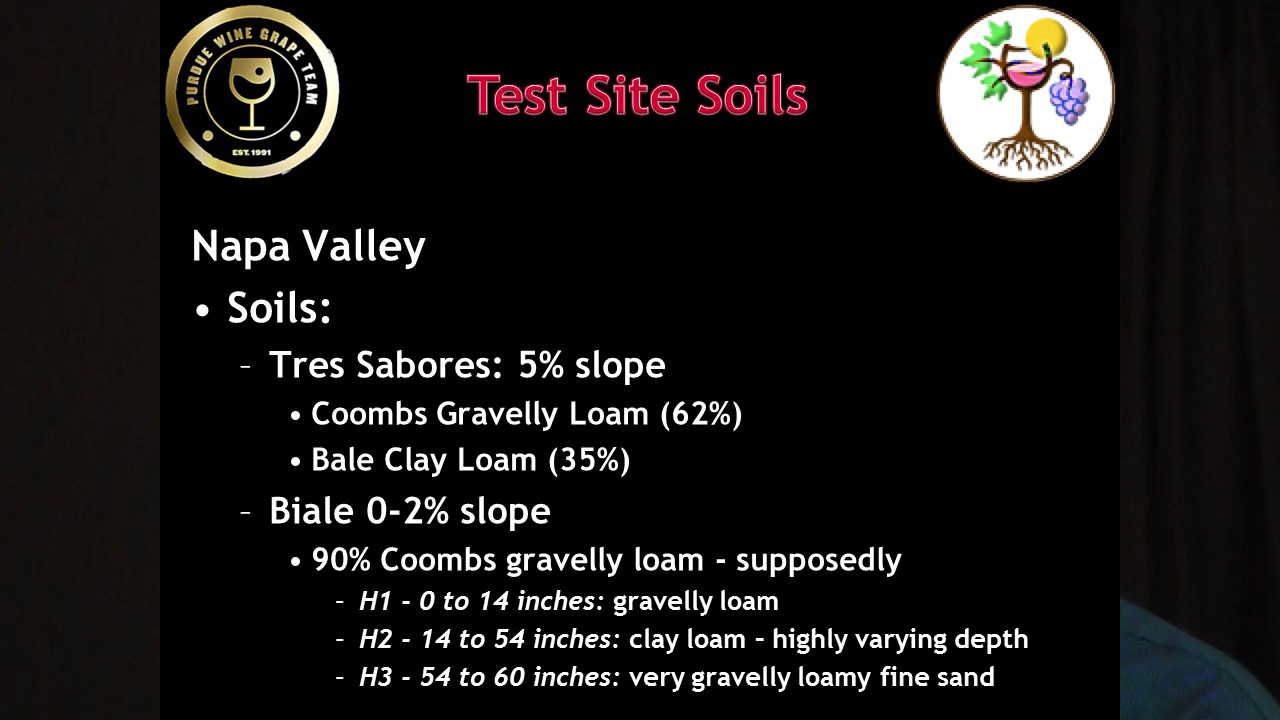 PURDUE WINE GRAPE TEAM
EST. 1991
Test Site Soils
Napa Valley
• Soils:
– Tres Sabores: 5% slope
• Coombs Gravelly Loam (62%)
• Bale Clay Loam (35%)
– Biale 0-2% slope
• 90% Coombs gravelly loam - supposedly
– H1 - 0 to 14 inches: gravelly loam
– H2 - 14 to 54 inches: clay loam – highly varying depth
– H3 - 54 to 60 inches: very gravelly loamy fine sand